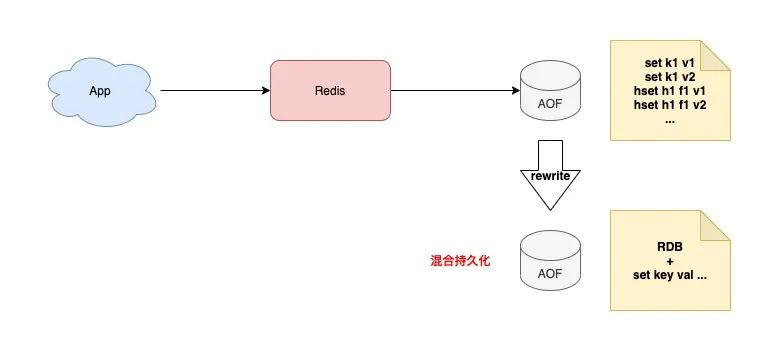 App
Redis
AOF
set k1 v1
set k1 v2
hset h1 f1 v1
hset h1 f1 v2
...
rewrite
混合持久化
AOF
RDB
+
set key val ...